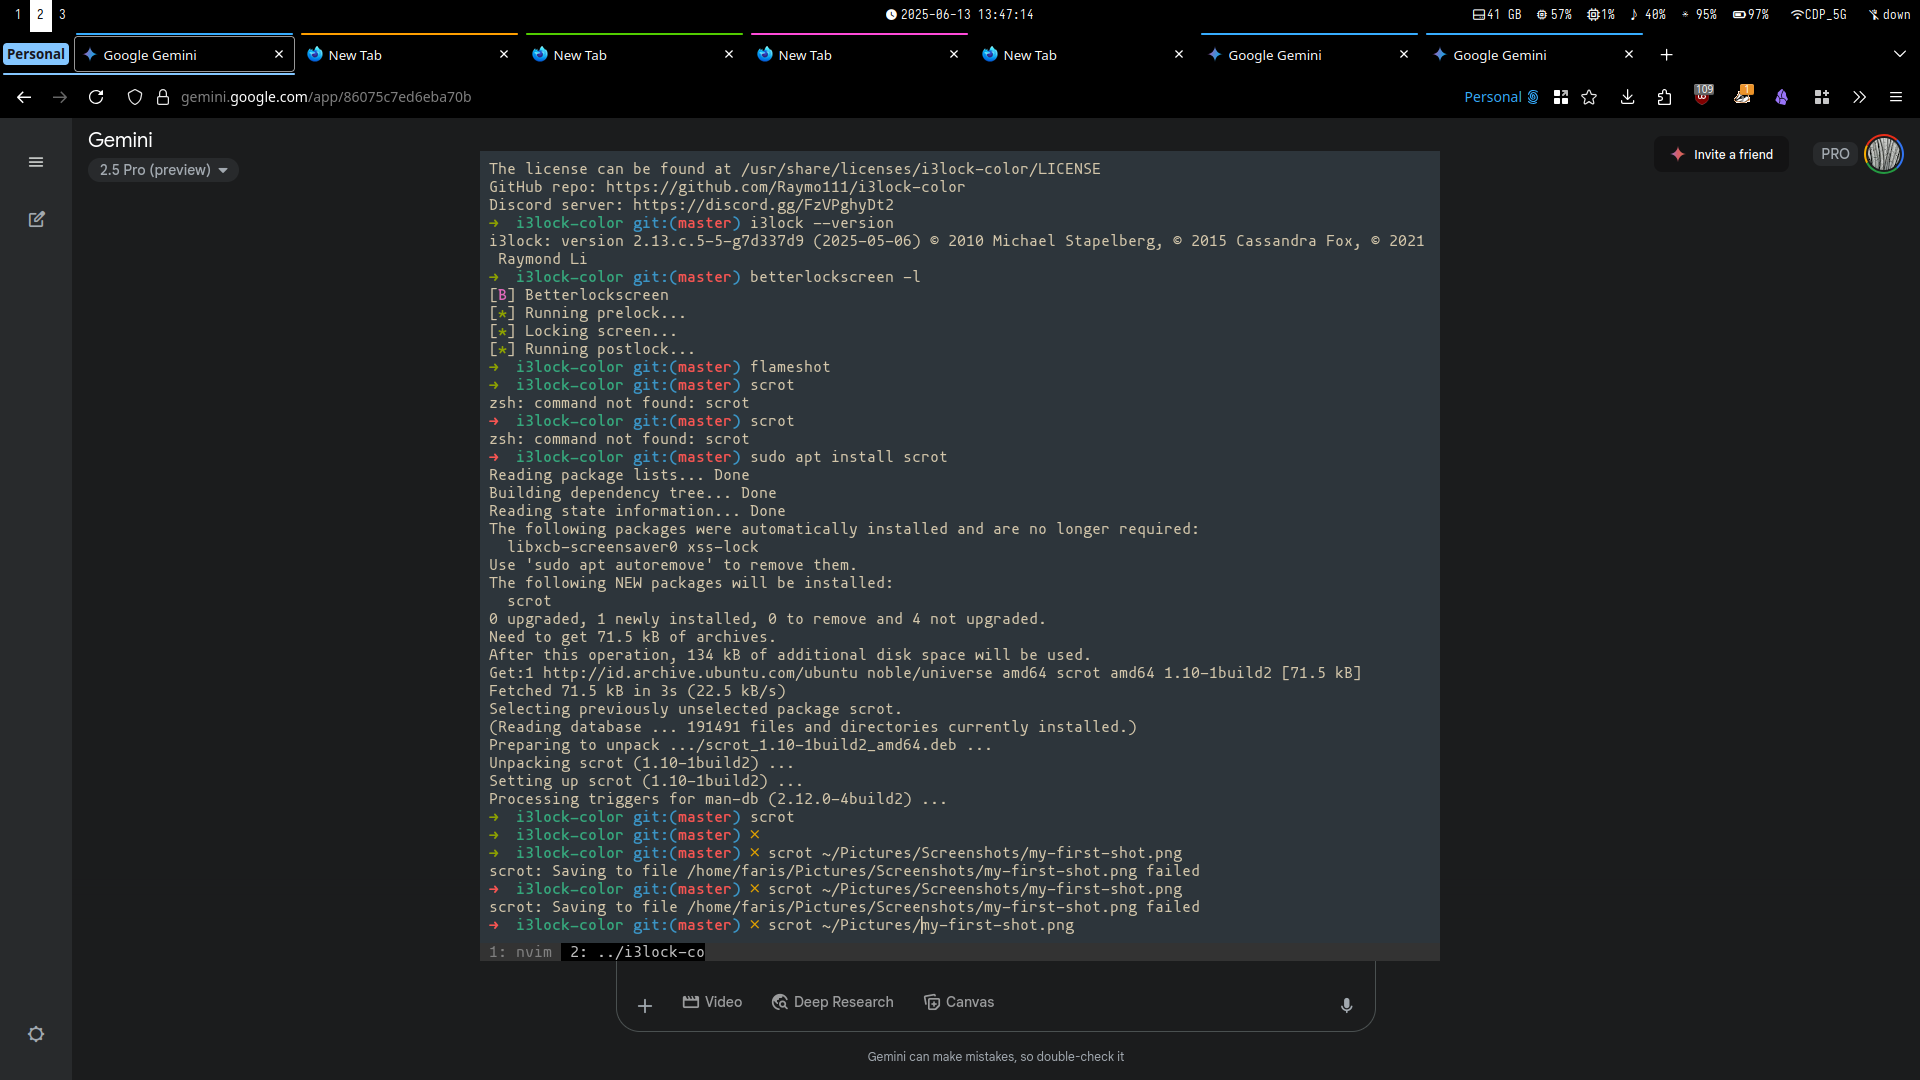 1 2 3
2025-06-13 13:47:14
41 GB 57% 1% 40% 95% 97% CDP_5G down
Personal Google Gemini New Tab New Tab New Tab New Tab Google Gemini Google Gemini
gemini.google.com/app/86075c7ed6eba70b Personal 109 1
Gemini
2.5 Pro (preview)
Invite a friend PRO
The license can be found at /usr/share/licenses/i3lock-color/LICENSE
GitHub repo: https://github.com/Raymo111/i3lock-color
Discord server: https://discord.gg/FzVPghyDt2
➜  i3lock-color git:(master) i3lock --version
i3lock: version 2.13.c.5-5-g7d337d9 (2025-05-06) © 2010 Michael Stapelberg, © 2015 Cassandra Fox, © 2021
 Raymond Li
➜  i3lock-color git:(master) betterlockscreen -l
[B] Betterlockscreen
[*] Running prelock...
[*] Locking screen...
[*] Running postlock...
➜  i3lock-color git:(master) flameshot
➜  i3lock-color git:(master) scrot
zsh: command not found: scrot
➜  i3lock-color git:(master) scrot
zsh: command not found: scrot
➜  i3lock-color git:(master) sudo apt install scrot
Reading package lists... Done
Building dependency tree... Done
Reading state information... Done
The following packages were automatically installed and are no longer required:
  libxcb-screensaver0 xss-lock
Use 'sudo apt autoremove' to remove them.
The following NEW packages will be installed:
  scrot
0 upgraded, 1 newly installed, 0 to remove and 4 not upgraded.
Need to get 71.5 kB of archives.
After this operation, 134 kB of additional disk space will be used.
Get:1 http://id.archive.ubuntu.com/ubuntu noble/universe amd64 scrot amd64 1.10-1build2 [71.5 kB]
Fetched 71.5 kB in 3s (22.5 kB/s)
Selecting previously unselected package scrot.
(Reading database ... 191491 files and directories currently installed.)
Preparing to unpack .../scrot_1.10-1build2_amd64.deb ...
Unpacking scrot (1.10-1build2) ...
Setting up scrot (1.10-1build2) ...
Processing triggers for man-db (2.12.0-4build2) ...
➜  i3lock-color git:(master) scrot
➜  i3lock-color git:(master) ✗
➜  i3lock-color git:(master) ✗ scrot ~/Pictures/Screenshots/my-first-shot.png
scrot: Saving to file /home/faris/Pictures/Screenshots/my-first-shot.png failed
➜  i3lock-color git:(master) ✗ scrot ~/Pictures/Screenshots/my-first-shot.png
scrot: Saving to file /home/faris/Pictures/Screenshots/my-first-shot.png failed
➜  i3lock-color git:(master) ✗ scrot ~/Pictures/my-first-shot.png
1: nvim 2: ../i3lock-co
Video Deep Research Canvas
Gemini can make mistakes, so double-check it